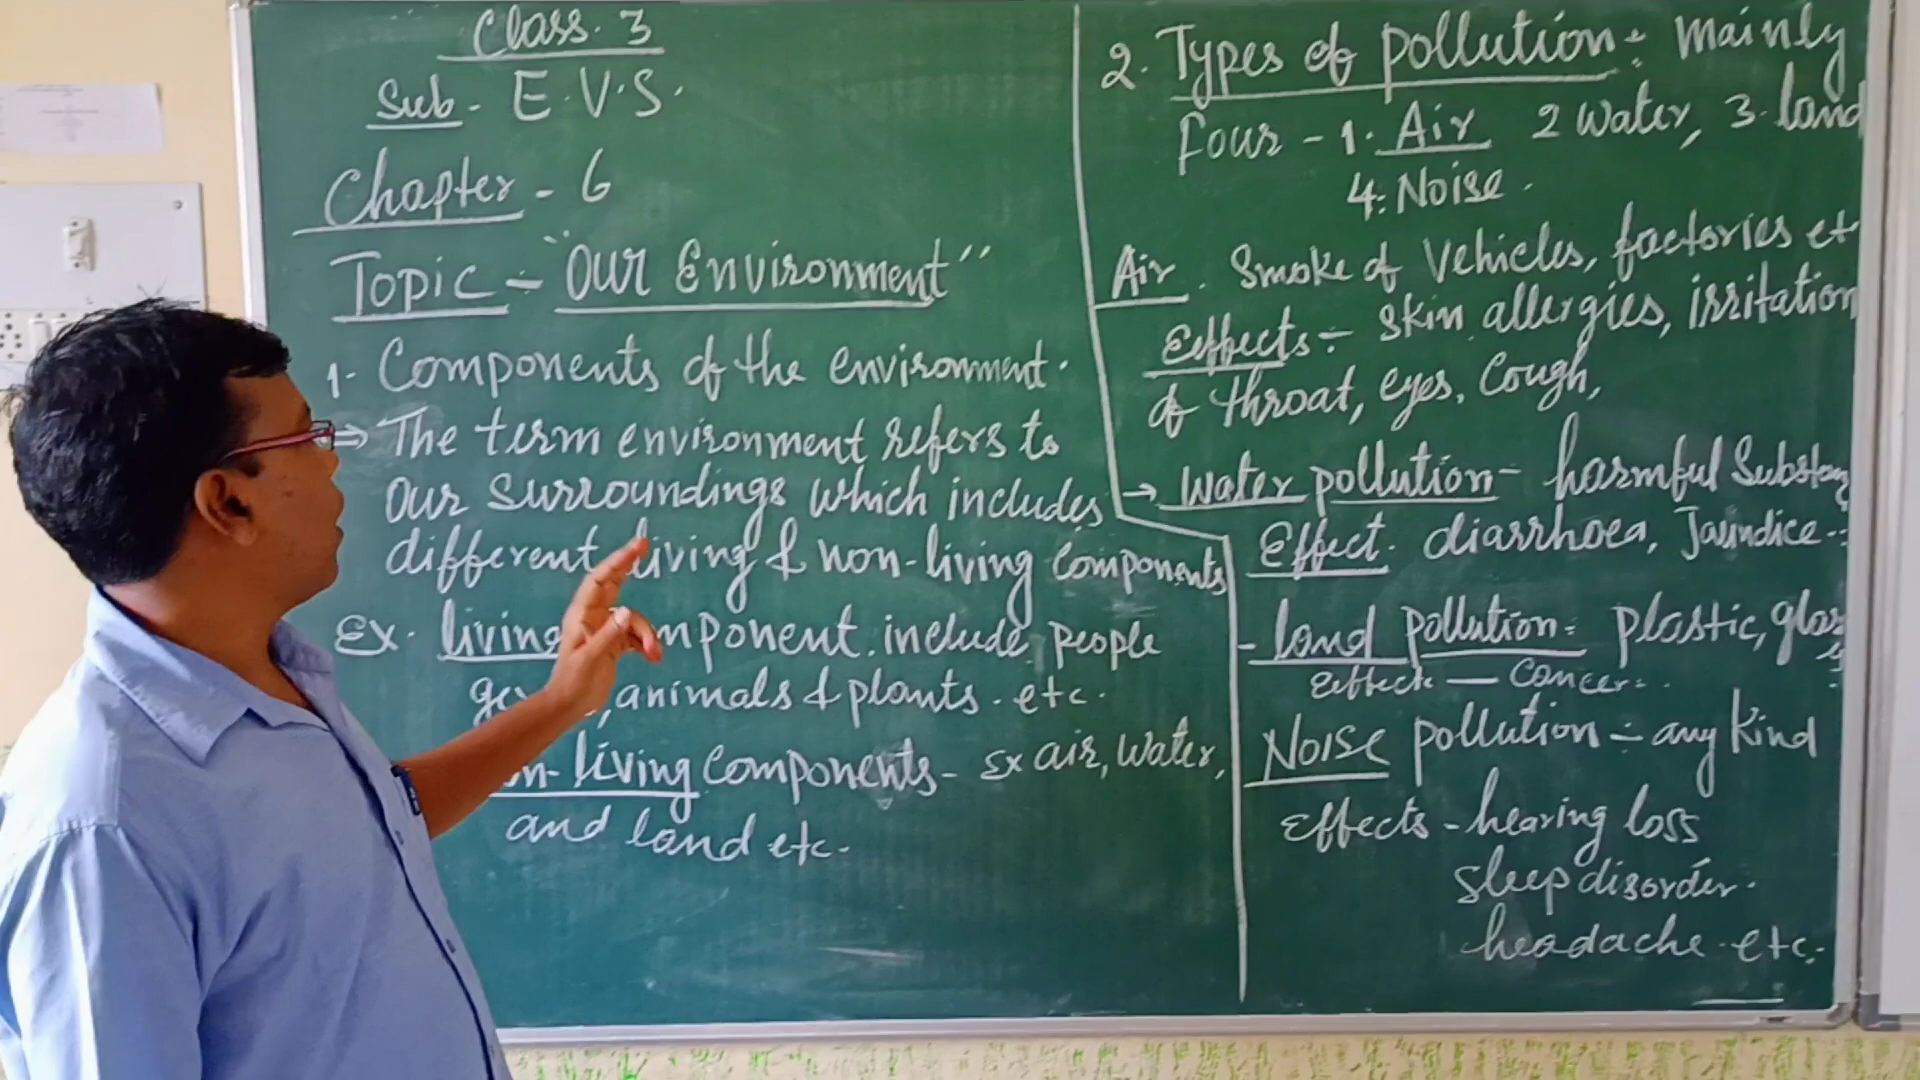 Class. 3
Sub - E.V.S.
Chapter - 6
Topic - "Our Environment"
1. Components of the environment.
⇒ The term environment refers to
our surroundings which includes
different living & non-living components
Ex. living component include people
animals & plants. etc.
living components - Ex air, water,
and land etc.
2. Types of pollution :- Mainly
Four - 1. Air 2 Water, 3. land
4. Noise.
Air. Smoke of Vehicles, factories etc
Effects :- Skin allergies, irritation
of throat, eyes, Cough,
→ Water pollution - harmful
Effect. diarrhoea, Jaundice..
- land pollution = plastic,
Effect — Cancer..
Noise pollution :- any kind
Effects - hearing loss
Sleep disorder.
headache etc.